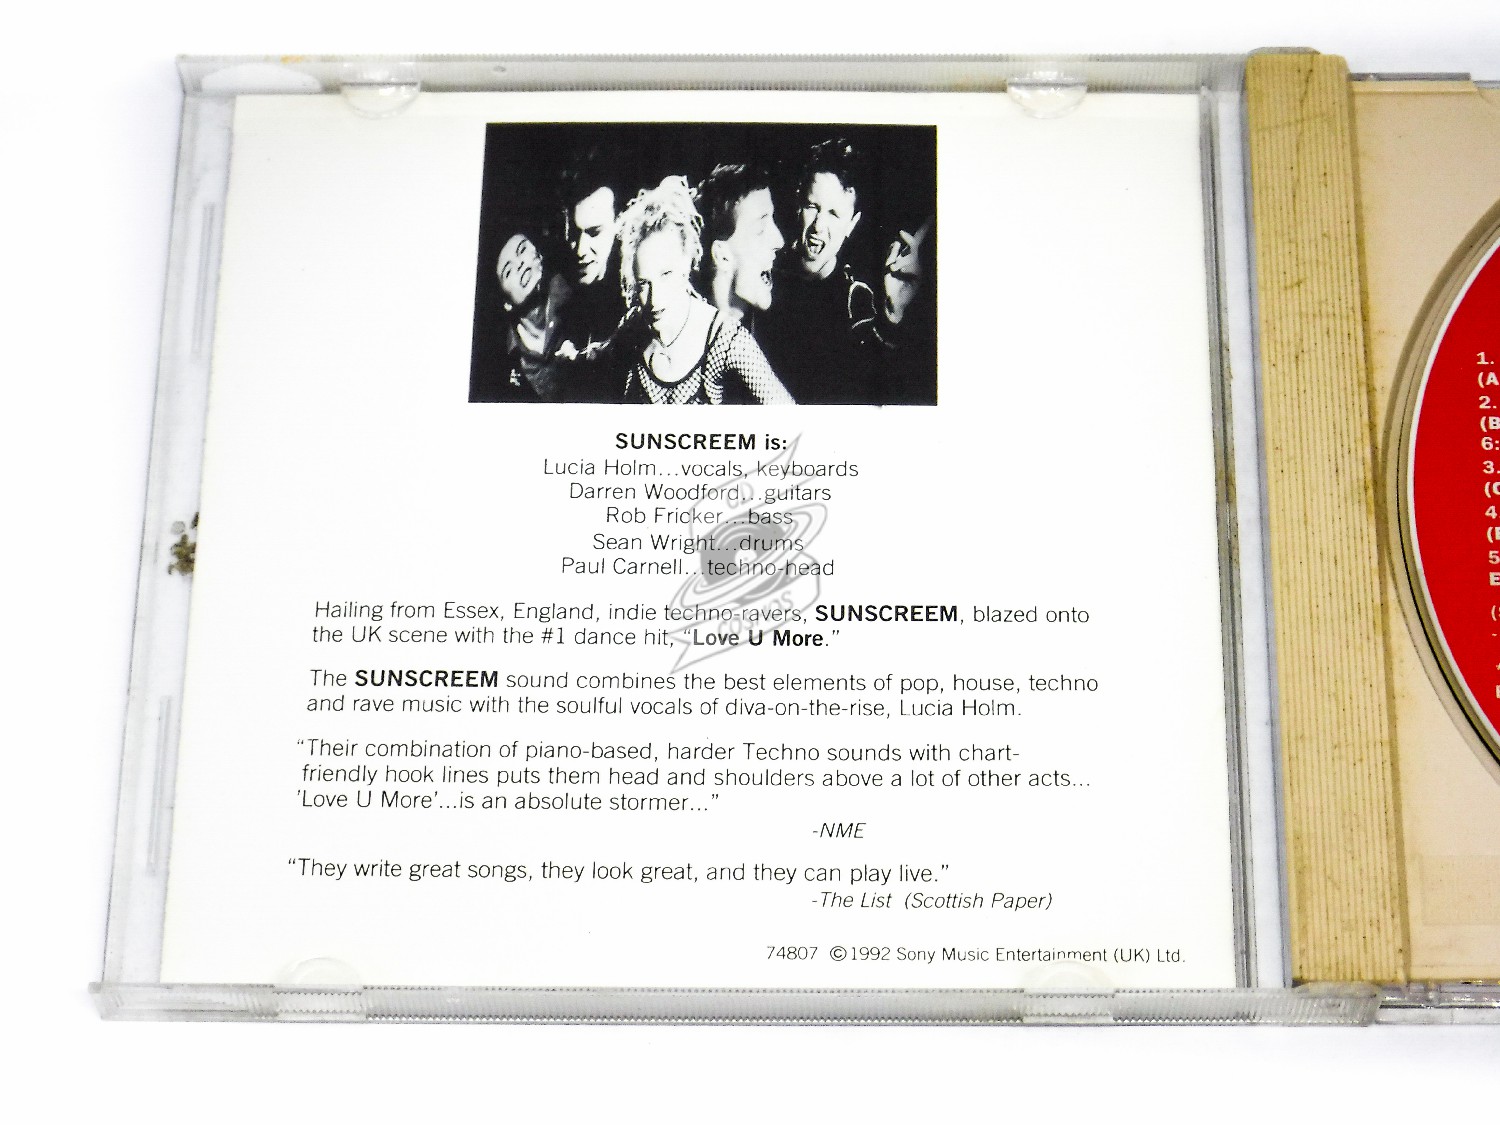 SUNSCREEM is:
Lucia Holm...vocals, keyboards
Darren Woodford...guitars
Rob Fricker...bass
Sean Wright...drums
Paul Carnell...techno-head
Hailing from Essex, England, indie techno-ravers, SUNSCREEM, blazed onto
the UK scene with the #1 dance hit, “Love U More.”
The SUNSCREEM sound combines the best elements of pop, house, techno
and rave music with the soulful vocals of diva-on-the-rise, Lucia Holm.
“Their combination of piano-based, harder Techno sounds with chart-
friendly hook lines puts them head and shoulders above a lot of other acts...
'Love U More'...is an absolute stormer...”
-NME
“They write great songs, they look great, and they can play live.”
-The List (Scottish Paper)
74807 ©1992 Sony Music Entertainment (UK) Ltd.
CD
COSMOS
1.
(A
2.
(B
6:
3.
4
5
E